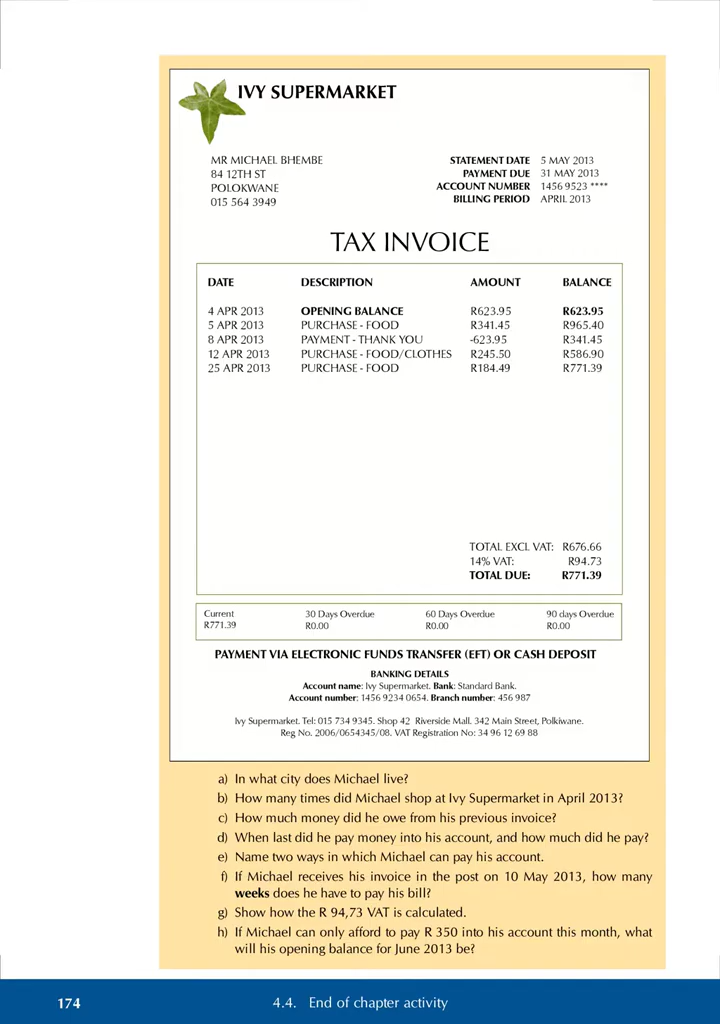 IVY SUPERMARKET
MR MICHAEL BHEMBE
84 12TH ST
POLOKWANE
015 564 3949
STATEMENT DATE 5 MAY 2013
PAYMENT DUE 31 MAY 2013
ACCOUNT NUMBER 1456 9523 ****
BILLING PERIOD APRIL 2013
TAX INVOICE
DATE DESCRIPTION AMOUNT BALANCE
4 APR 2013 OPENING BALANCE R623.95 R623.95
5 APR 2013 PURCHASE - FOOD R341.45 R965.40
8 APR 2013 PAYMENT - THANK YOU -623.95 R341.45
12 APR 2013 PURCHASE - FOOD/CLOTHES R245.50 R586.90
25 APR 2013 PURCHASE - FOOD R184.49 R771.39
TOTAL EXCL VAT: R676.66
14% VAT: R94.73
TOTAL DUE: R771.39
Current 30 Days Overdue 60 Days Overdue 90 days Overdue
R771.39 R0.00 R0.00 R0.00
PAYMENT VIA ELECTRONIC FUNDS TRANSFER (EFT) OR CASH DEPOSIT
BANKING DETAILS
Account name: Ivy Supermarket. Bank: Standard Bank.
Account number: 1456 9234 0654. Branch number: 456 987
Ivy Supermarket. Tel: 015 734 9345. Shop 42 Riverside Mall. 342 Main Street, Polkiwane.
Reg No. 2006/0654345/08. VAT Registration No: 34 96 12 69 88
a) In what city does Michael live?
b) How many times did Michael shop at Ivy Supermarket in April 2013?
c) How much money did he owe from his previous invoice?
d) When last did he pay money into his account, and how much did he pay?
e) Name two ways in which Michael can pay his account.
f) If Michael receives his invoice in the post on 10 May 2013, how many
weeks does he have to pay his bill?
g) Show how the R 94,73 VAT is calculated.
h) If Michael can only afford to pay R 350 into his account this month, what
will his opening balance for June 2013 be?
174 4.4. End of chapter activity